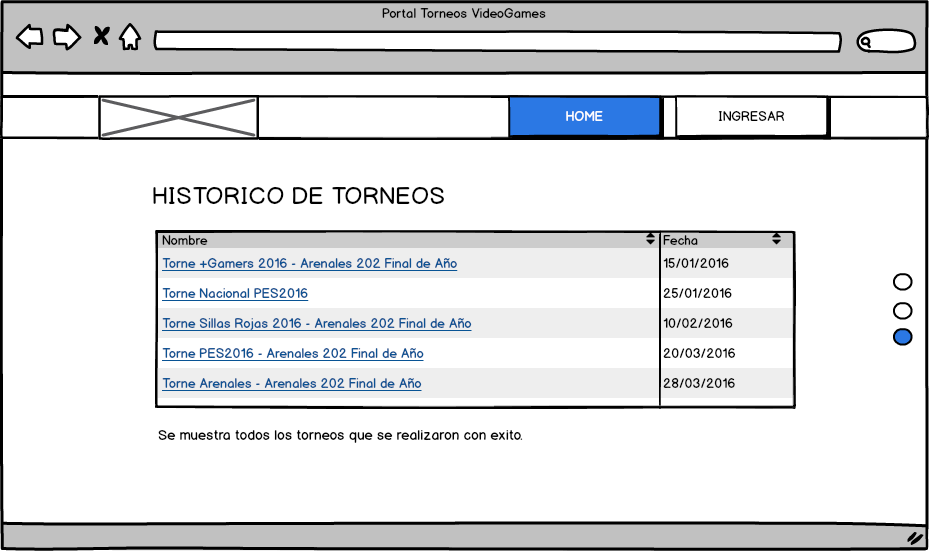 Portal Torneos VideoGames
HOME
INGRESAR
HISTORICO DE TORNEOS
Nombre Fecha
Torne +Gamers 2016 - Arenales 202 Final de Año 15/01/2016
Torne Nacional PES2016 25/01/2016
Torne Sillas Rojas 2016 - Arenales 202 Final de Año 10/02/2016
Torne PES2016 - Arenales 202 Final de Año 20/03/2016
Torne Arenales - Arenales 202 Final de Año 28/03/2016
Se muestra todos los torneos que se realizaron con exito.